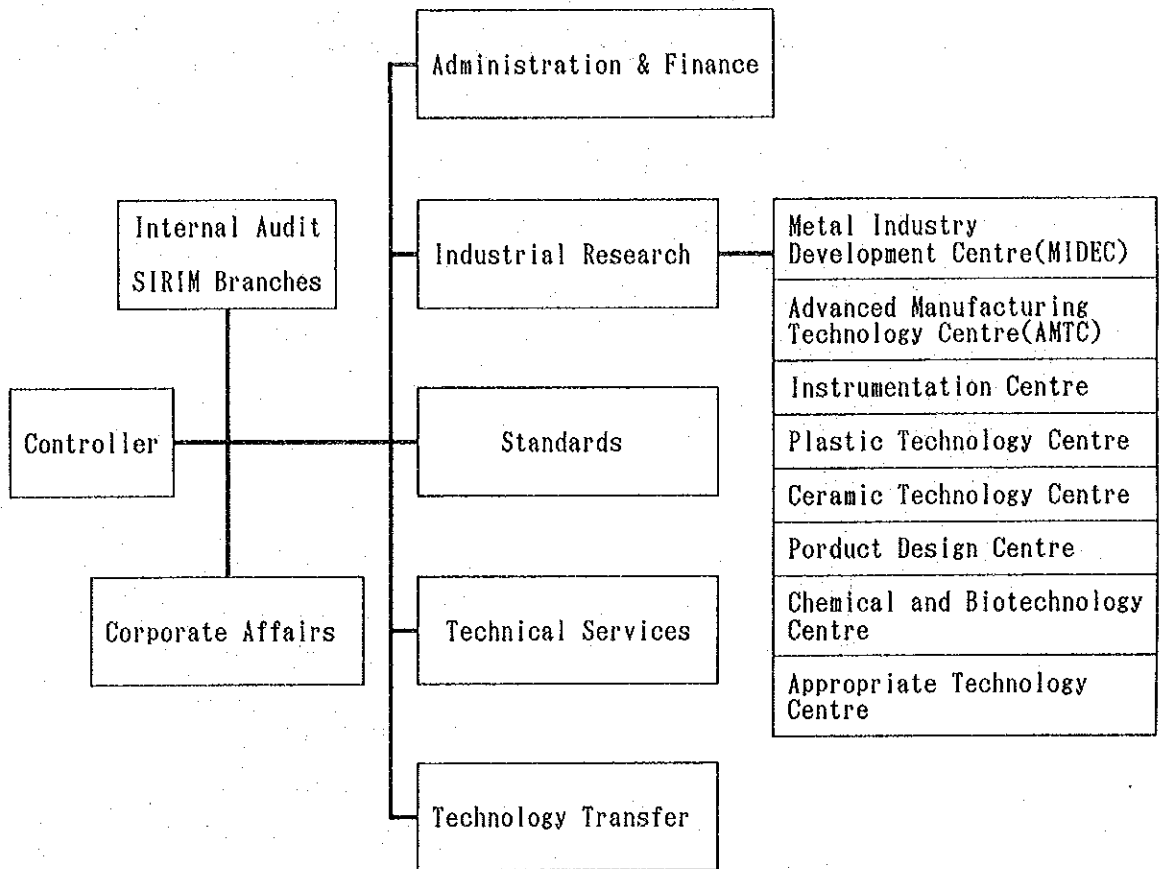 Administration & Finance
Internal Audit
SIRIM Branches
Industrial Research
Metal Industry
Development Centre(MIDEC)
Advanced Manufacturing
Technology Centre(AMTC)
Instrumentation Centre
Controller
Standards
Plastic Technology Centre
Ceramic Technology Centre
Porduct Design Centre
Corporate Affairs
Technical Services
Chemical and Biotechnology
Centre
Appropriate Technology
Centre
Technology Transfer